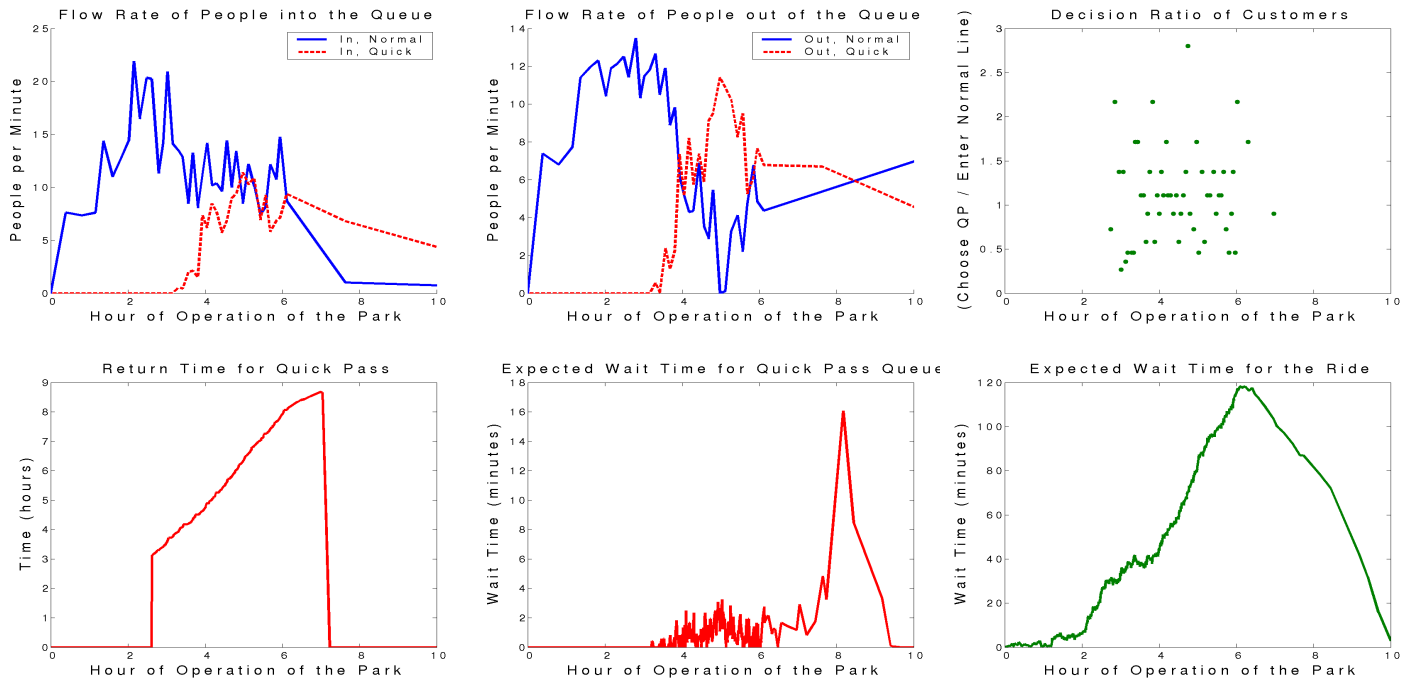 Flow Rate of People into the Queue
People per Minute
25
20
15
10
5
0
In, Normal
In, Quick
0 2 4 6 8 10
Hour of Operation of the Park
Flow Rate of People out of the Queue
People per Minute
14
12
10
8
6
4
2
0
Out, Normal
Out, Quick
0 2 4 6 8 10
Hour of Operation of the Park
Decision Ratio of Customers
(Choose QP / Enter Normal Line)
3
2.5
2
1.5
1
0.5
0
0 2 4 6 8 10
Hour of Operation of the Park
Return Time for Quick Pass
Time (hours)
9
8
7
6
5
4
3
2
1
0
0 2 4 6 8 10
Hour of Operation of the Park
Expected Wait Time for Quick Pass Queue
Wait Time (minutes)
18
16
14
12
10
8
6
4
2
0
0 2 4 6 8 10
Hour of Operation of the Park
Expected Wait Time for the Ride
Wait Time (minutes)
120
100
80
60
40
20
0
0 2 4 6 8 10
Hour of Operation of the Park